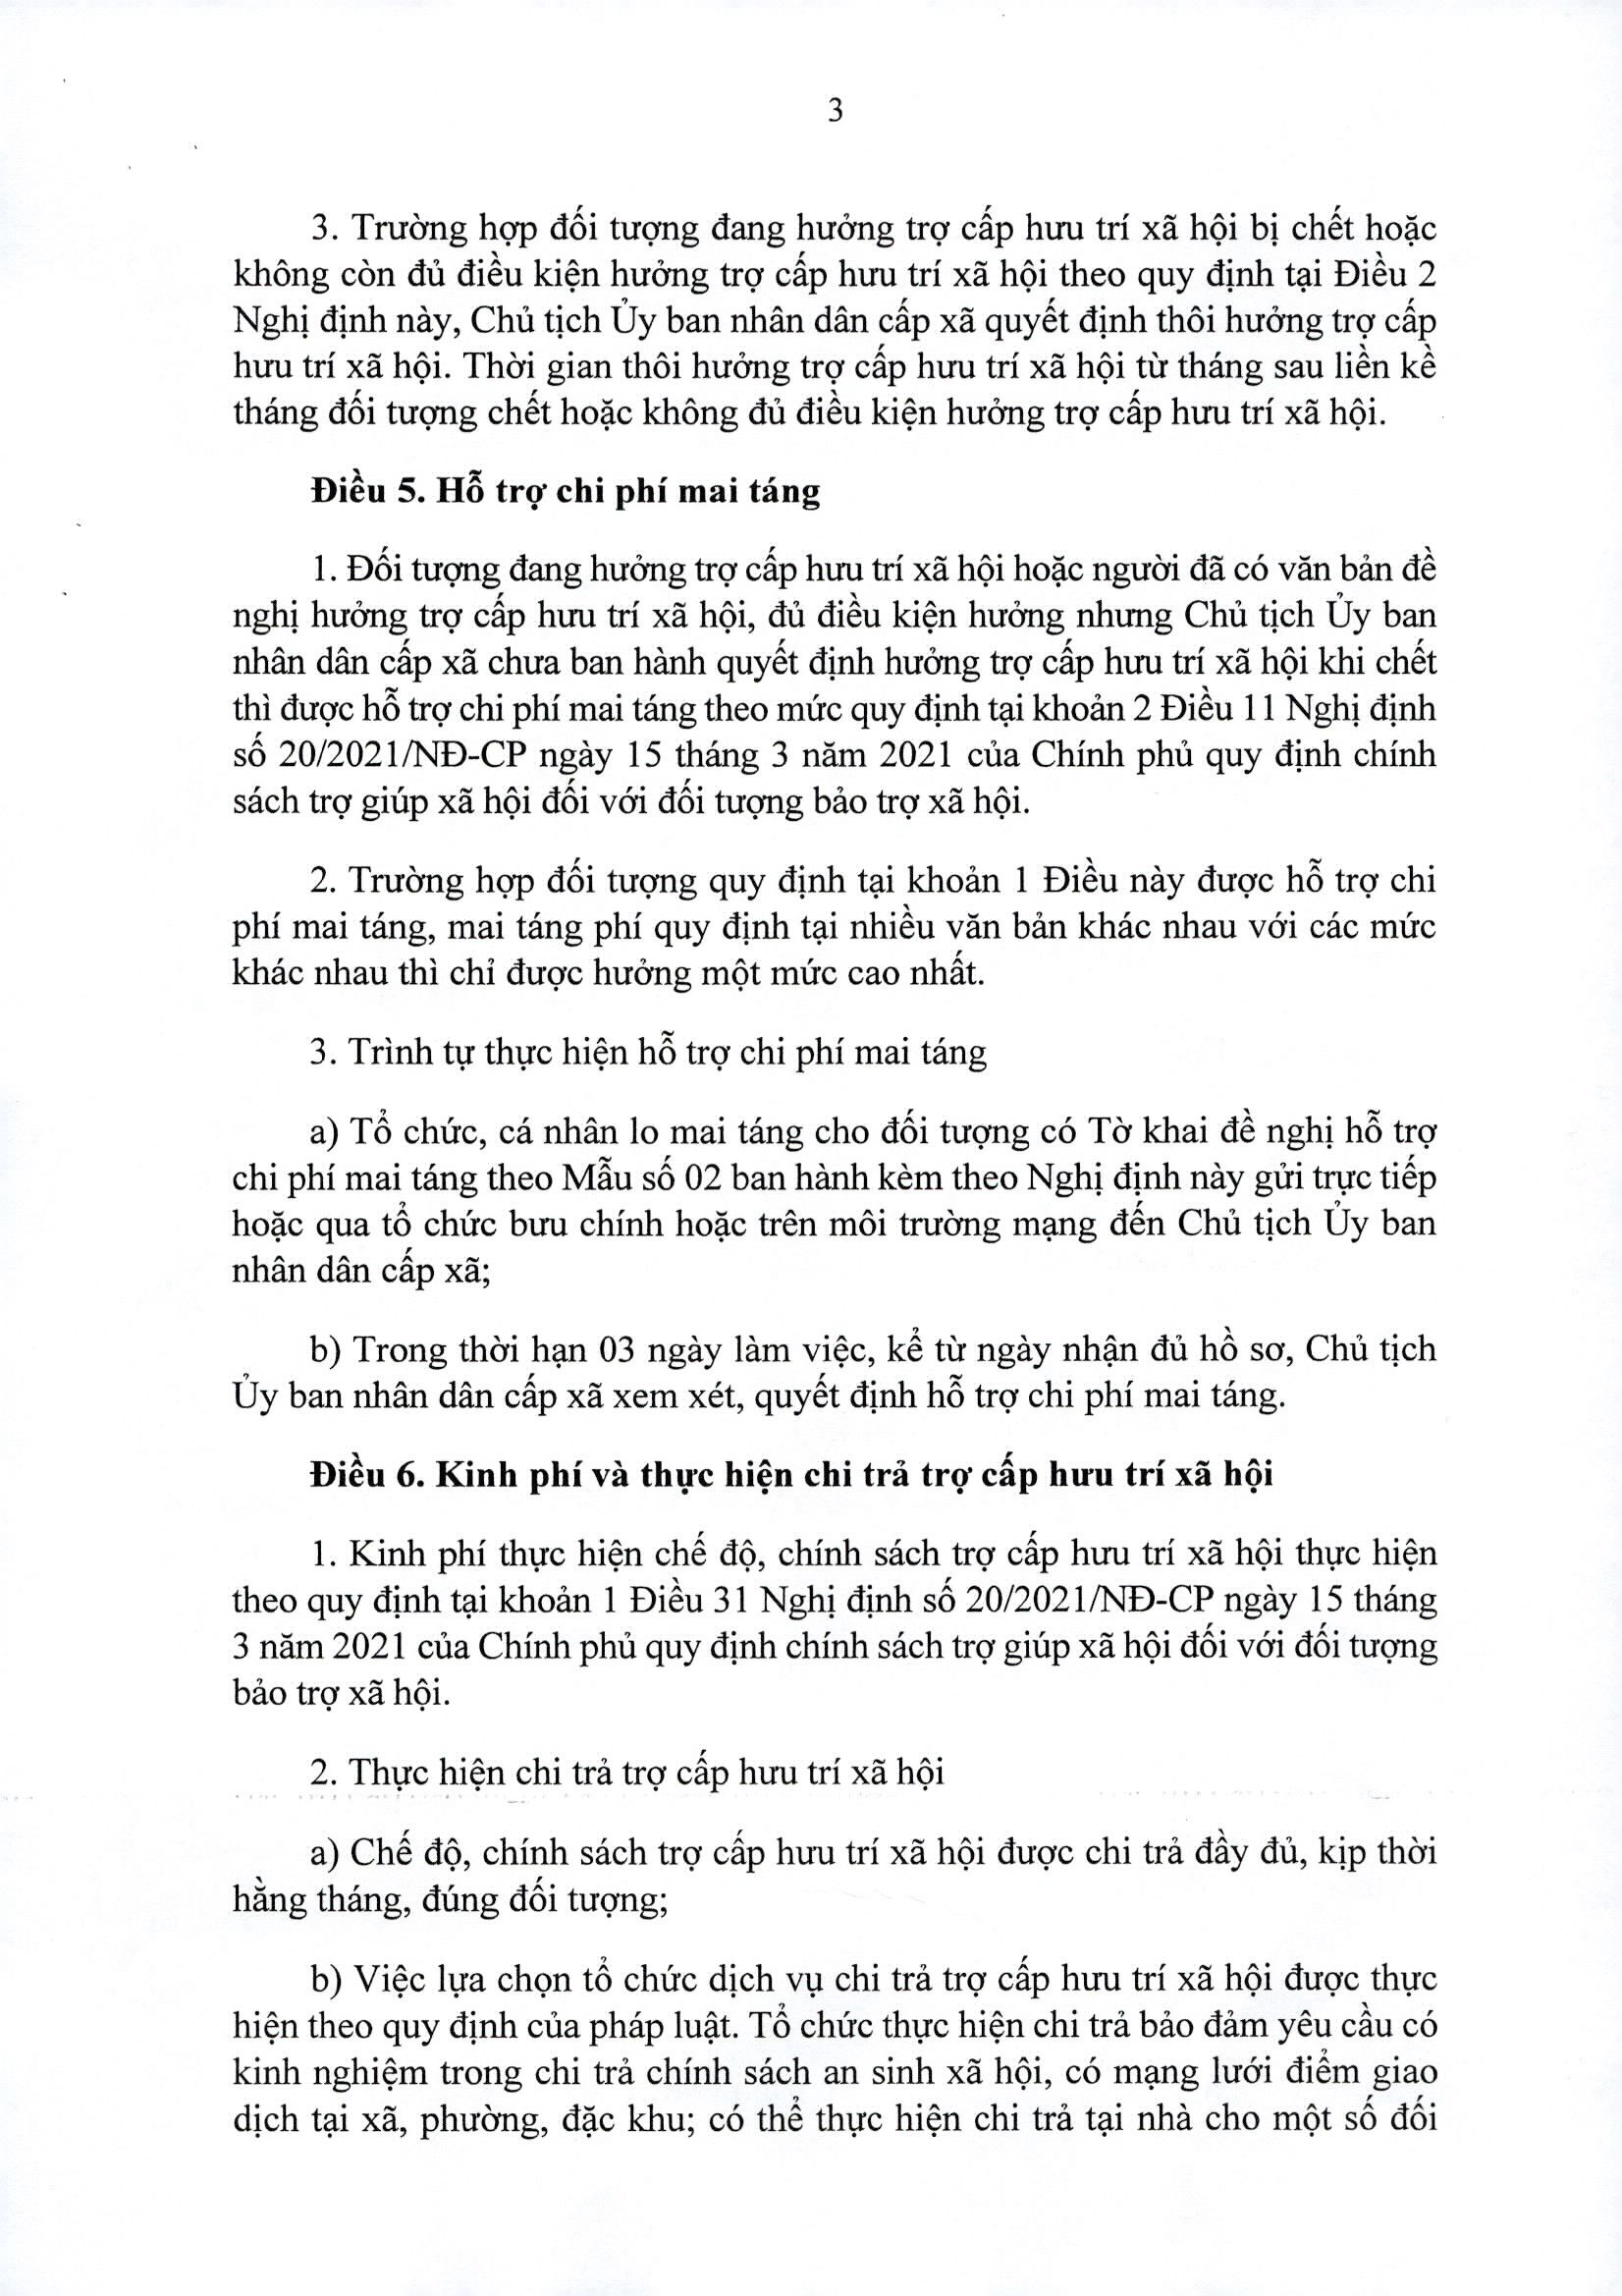 3
3. Trường hợp đối tượng đang hưởng trợ cấp hưu trí xã hội bị chết hoặc
không còn đủ điều kiện hưởng trợ cấp hưu trí xã hội theo quy định tại Điều 2
Nghị định này, Chủ tịch Ủy ban nhân dân cấp xã quyết định thôi hưởng trợ cấp
hưu trí xã hội. Thời gian thôi hưởng trợ cấp hưu trí xã hội từ tháng sau liền kề
tháng đối tượng chết hoặc không đủ điều kiện hưởng trợ cấp hưu trí xã hội.
Điều 5. Hỗ trợ chi phí mai táng
1. Đối tượng đang hưởng trợ cấp hưu trí xã hội hoặc người đã có văn bản đề
nghị hưởng trợ cấp hưu trí xã hội, đủ điều kiện hưởng nhưng Chủ tịch Ủy ban
nhân dân cấp xã chưa ban hành quyết định hưởng trợ cấp hưu trí xã hội khi chết
thì được hỗ trợ chi phí mai táng theo mức quy định tại khoản 2 Điều 11 Nghị định
số 20/2021/NĐ-CP ngày 15 tháng 3 năm 2021 của Chính phủ quy định chính
sách trợ giúp xã hội đối với đối tượng bảo trợ xã hội.
2. Trường hợp đối tượng quy định tại khoản 1 Điều này được hỗ trợ chi
phí mai táng, mai táng phí quy định tại nhiều văn bản khác nhau với các mức
khác nhau thì chỉ được hưởng một mức cao nhất.
3. Trình tự thực hiện hỗ trợ chi phí mai táng
a) Tổ chức, cá nhân lo mai táng cho đối tượng có Tờ khai đề nghị hỗ trợ
chi phí mai táng theo Mẫu số 02 ban hành kèm theo Nghị định này gửi trực tiếp
hoặc qua tổ chức bưu chính hoặc trên môi trường mạng đến Chủ tịch Ủy ban
nhân dân cấp xã;
b) Trong thời hạn 03 ngày làm việc, kể từ ngày nhận đủ hồ sơ, Chủ tịch
Ủy ban nhân dân cấp xã xem xét, quyết định hỗ trợ chi phí mai táng.
Điều 6. Kinh phí và thực hiện chi trả trợ cấp hưu trí xã hội
1. Kinh phí thực hiện chế độ, chính sách trợ cấp hưu trí xã hội thực hiện
theo quy định tại khoản 1 Điều 31 Nghị định số 20/2021/NĐ-CP ngày 15 tháng
3 năm 2021 của Chính phủ quy định chính sách trợ giúp xã hội đối với đối tượng
bảo trợ xã hội.
2. Thực hiện chi trả trợ cấp hưu trí xã hội
a) Chế độ, chính sách trợ cấp hưu trí xã hội được chi trả đầy đủ, kịp thời
hằng tháng, đúng đối tượng;
b) Việc lựa chọn tổ chức dịch vụ chi trả trợ cấp hưu trí xã hội được thực
hiện theo quy định của pháp luật. Tổ chức thực hiện chi trả bảo đảm yêu cầu có
kinh nghiệm trong chi trả chính sách an sinh xã hội, có mạng lưới điểm giao
dịch tại xã, phường, đặc khu; có thể thực hiện chi trả tại nhà cho một số đối